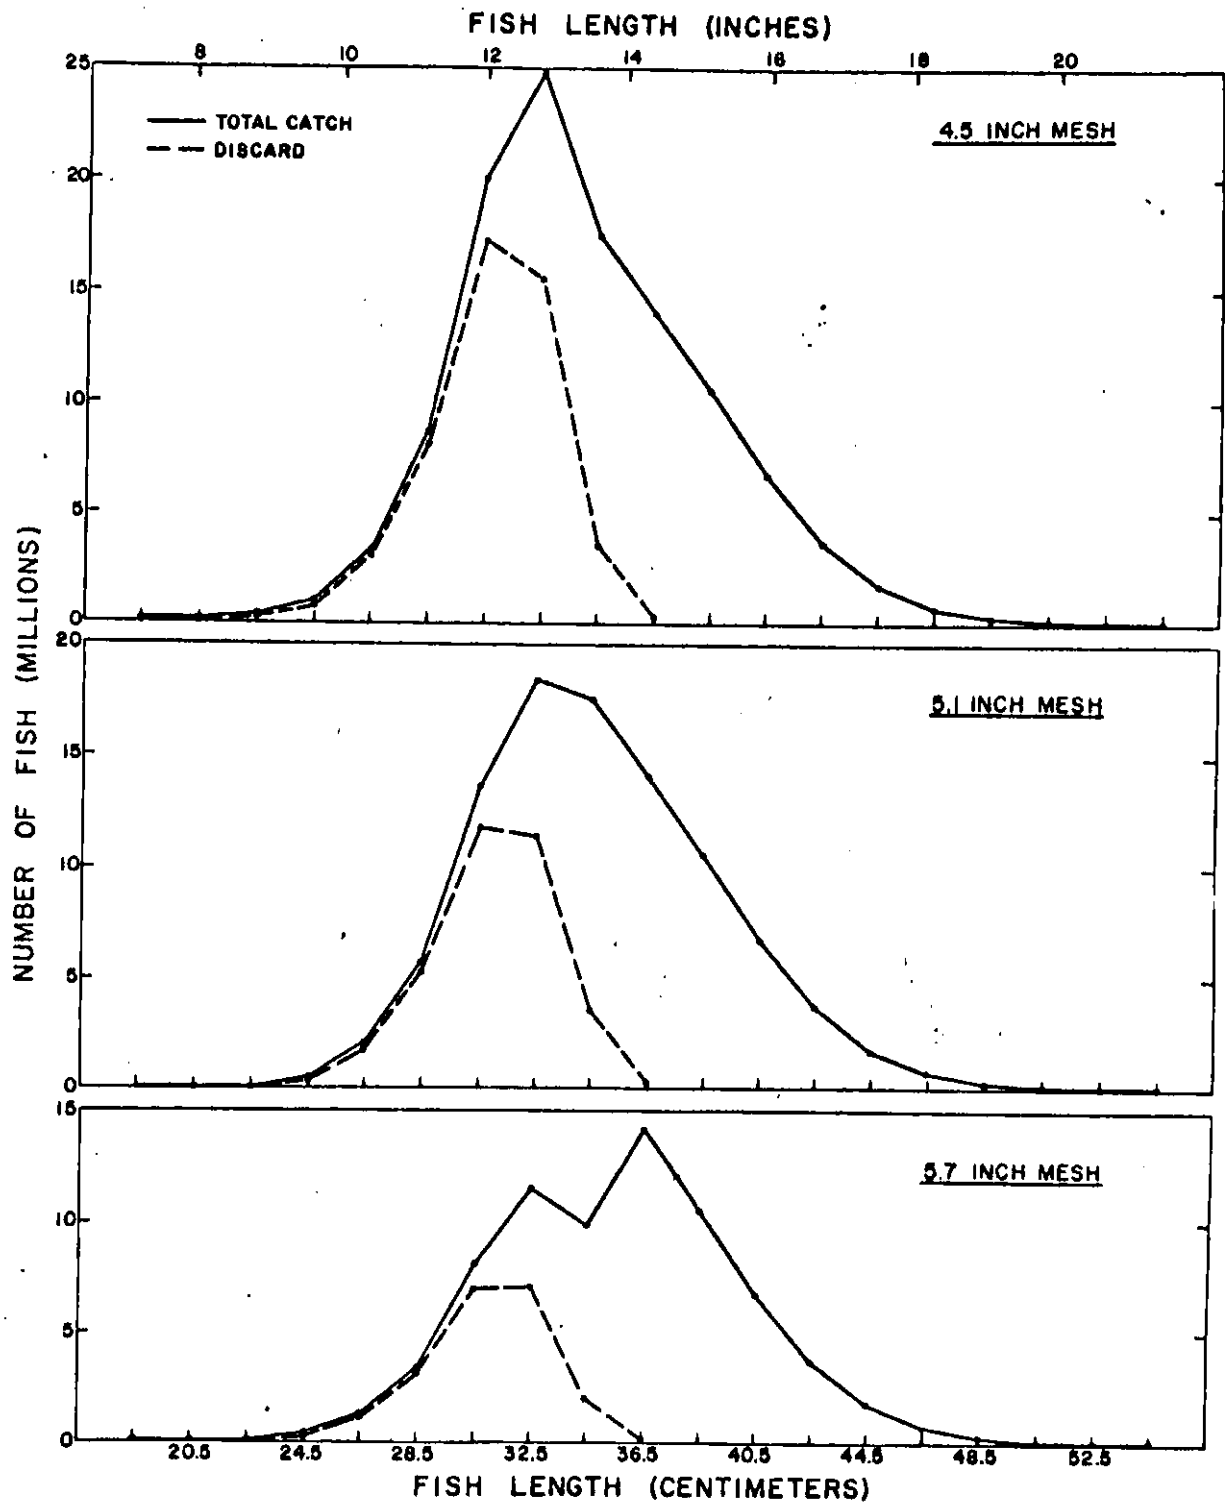 FISH LENGTH (INCHES)
8 10 12 14 16 18 20
25
TOTAL CATCH
DISCARD
4.5 INCH MESH
20
15
10
5
0
NUMBER OF FISH (MILLIONS)
20
5.1 INCH MESH
15
10
5
0
15
5.7 INCH MESH
10
5
0
20.5 24.5 28.5 32.5 36.5 40.5 44.5 48.5 52.5
FISH LENGTH (CENTIMETERS)